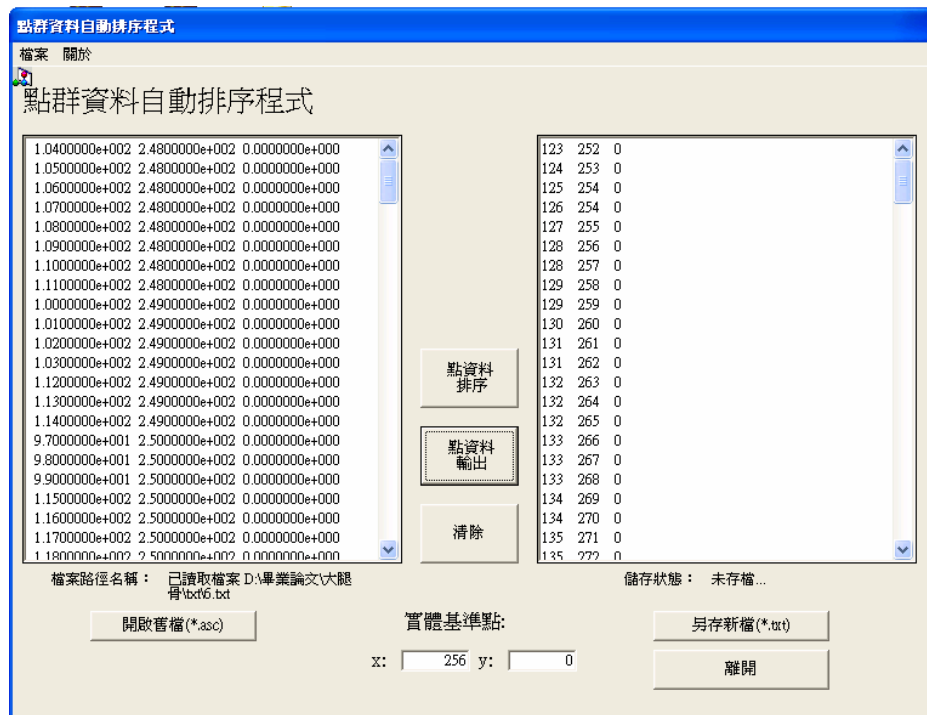 點群資料自動排序程式
檔案 關於
點群資料自動排序程式
1.0400000e+002 2.4800000e+002 0.0000000e+000
1.0500000e+002 2.4800000e+002 0.0000000e+000
1.0600000e+002 2.4800000e+002 0.0000000e+000
1.0700000e+002 2.4800000e+002 0.0000000e+000
1.0800000e+002 2.4800000e+002 0.0000000e+000
1.0900000e+002 2.4800000e+002 0.0000000e+000
1.1000000e+002 2.4800000e+002 0.0000000e+000
1.1100000e+002 2.4800000e+002 0.0000000e+000
1.0000000e+002 2.4900000e+002 0.0000000e+000
1.0100000e+002 2.4900000e+002 0.0000000e+000
1.0200000e+002 2.4900000e+002 0.0000000e+000
1.0300000e+002 2.4900000e+002 0.0000000e+000
1.1200000e+002 2.4900000e+002 0.0000000e+000
1.1300000e+002 2.4900000e+002 0.0000000e+000
1.1400000e+002 2.4900000e+002 0.0000000e+000
9.7000000e+001 2.5000000e+002 0.0000000e+000
9.8000000e+001 2.5000000e+002 0.0000000e+000
9.9000000e+001 2.5000000e+002 0.0000000e+000
1.1500000e+002 2.5000000e+002 0.0000000e+000
1.1600000e+002 2.5000000e+002 0.0000000e+000
1.1700000e+002 2.5000000e+002 0.0000000e+000
1.1800000e+002 2.5000000e+002 0.0000000e+000
點資料
排序
點資料
輸出
清除
123 252 0
124 253 0
125 254 0
126 254 0
127 255 0
128 256 0
128 257 0
129 258 0
129 259 0
130 260 0
131 261 0
131 262 0
132 263 0
132 264 0
132 265 0
133 266 0
133 267 0
133 268 0
134 269 0
134 270 0
135 271 0
135 272 0
檔案路徑名稱： 已讀取檔案 D:\畢業論文\大腿
骨\txt\6.txt
儲存狀態： 未存檔...
開啟舊檔(*.asc)
實體基準點:
x: 256 y: 0
另存新檔(*.txt)
離開